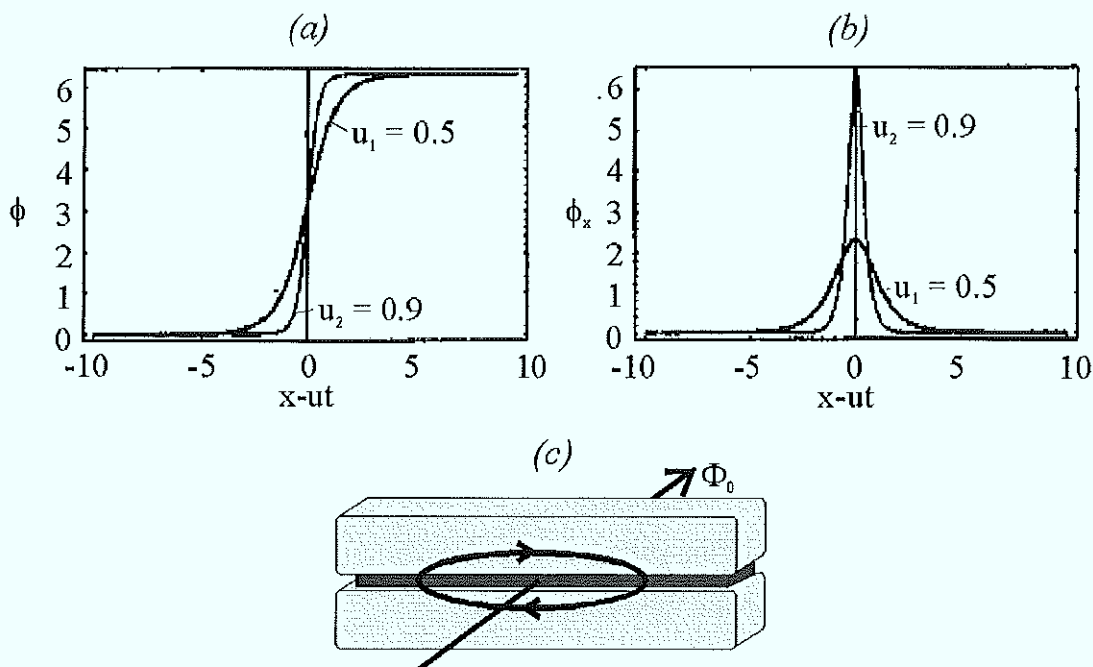 (a)
6
5
4
3
2
1
0
ϕ
u₁ = 0.5
u₂ = 0.9
-10 -5 0 5 10
x-ut
(b)
.6
5
4
3
2
1
0
ϕₓ
u₂ = 0.9
u₁ = 0.5
-10 -5 0 5 10
x-ut
(c)
Φ₀